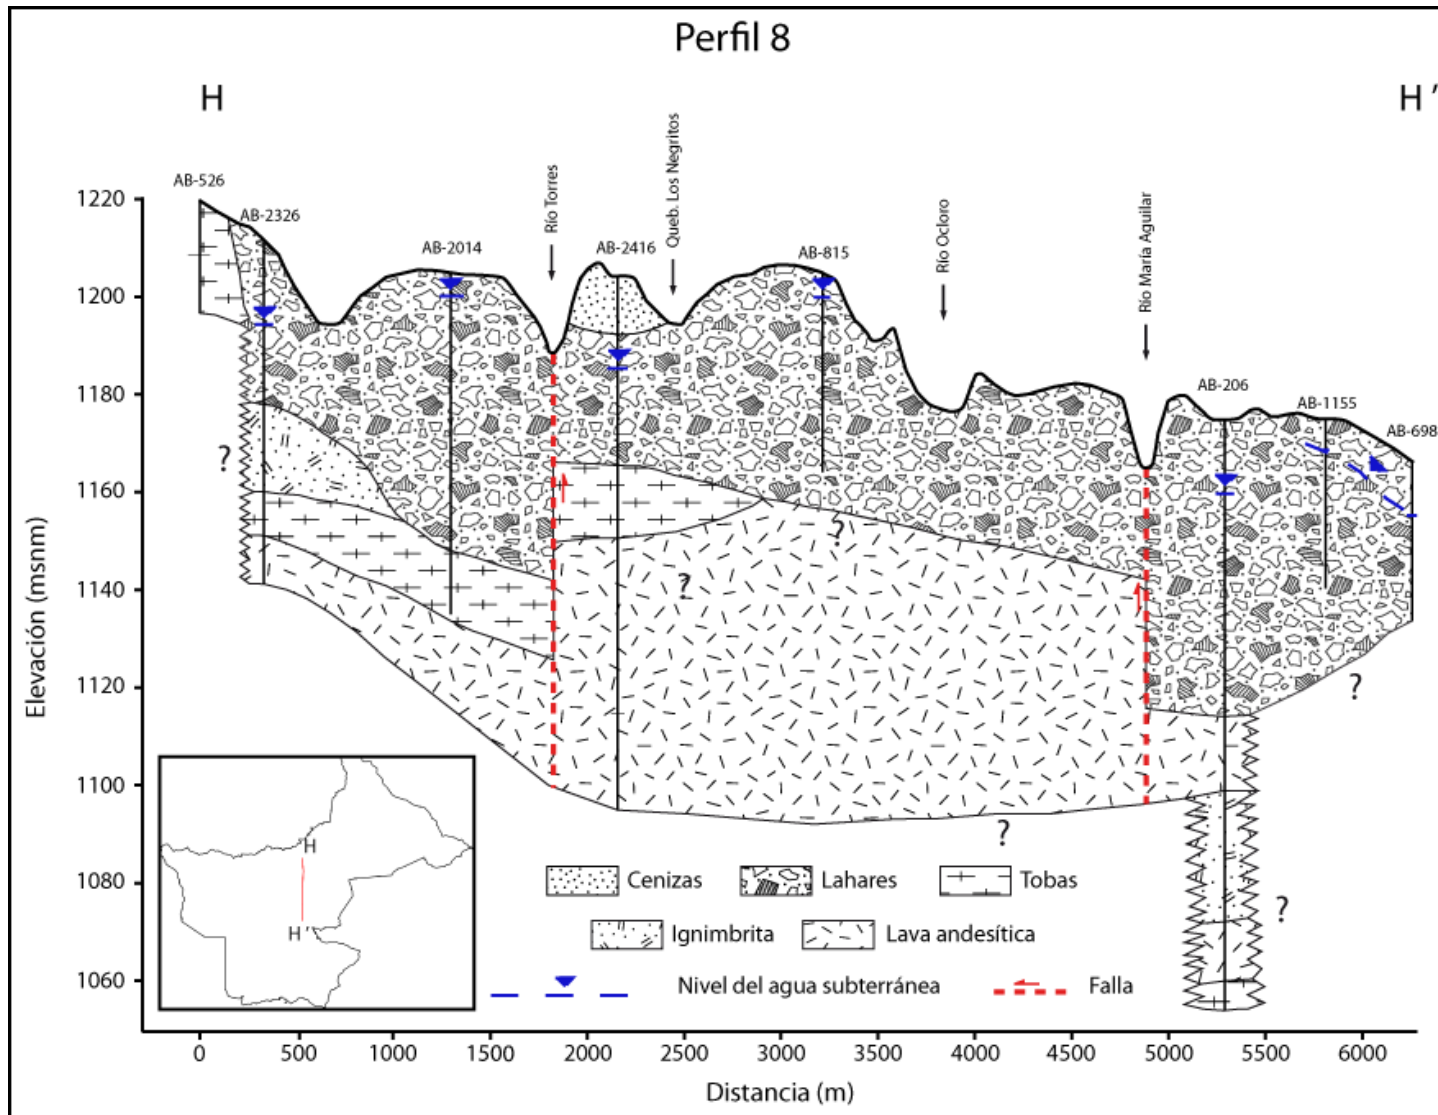 Perfil 8
H
H '
Río Torres
Queb. Los Negritos
Río Ocloro
Río María Aguilar
AB-526
AB-2326
AB-2014
AB-2416
AB-815
AB-206
AB-1155
AB-698
Elevación (msnm)
1220
1200
1180
1160
1140
1120
1100
1080
1060
?
?
?
?
?
?
H
H '
Cenizas
Lahares
Tobas
Ignimbrita
Lava andesítica
Nivel del agua subterránea
Falla
0
500
1000
1500
2000
2500
3000
3500
4000
4500
5000
5500
6000
Distancia (m)